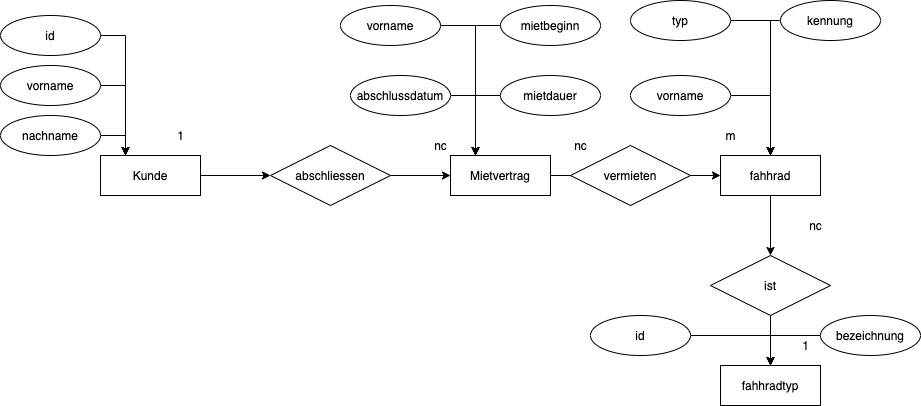 id
vorname
nachname
1
Kunde
abschliessen
vorname
mietbeginn
abschlussdatum
mietdauer
nc
Mietvertrag
nc
vermieten
typ
kennung
vorname
m
fahhrad
nc
ist
id
bezeichnung
1
fahhradtyp